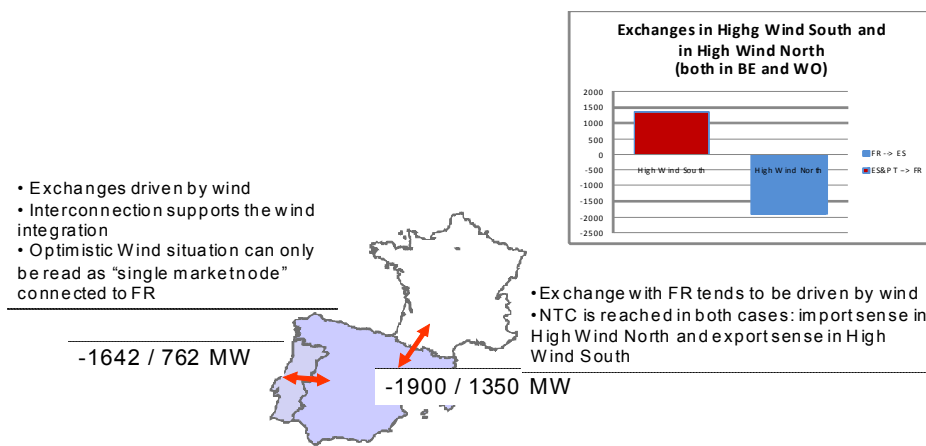 Exchanges in Highg Wind South and
in High Wind North
(both in BE and WO)
2000
1500
1000
500
0
-500
-1000
-1500
-2000
-2500
High Wind South
High Wind North
FR -> ES
ES&PT -> FR
• Exchanges driven by wind
• Interconnection supports the wind
integration
• Optimistic Wind situation can only
be read as “single marketnode”
connected to FR
-1642 / 762 MW
•Exchange with FR tends to be driven by wind
•NTC is reached in both cases: import sense in
High Wind North and export sense in High
Wind South
-1900 / 1350 MW